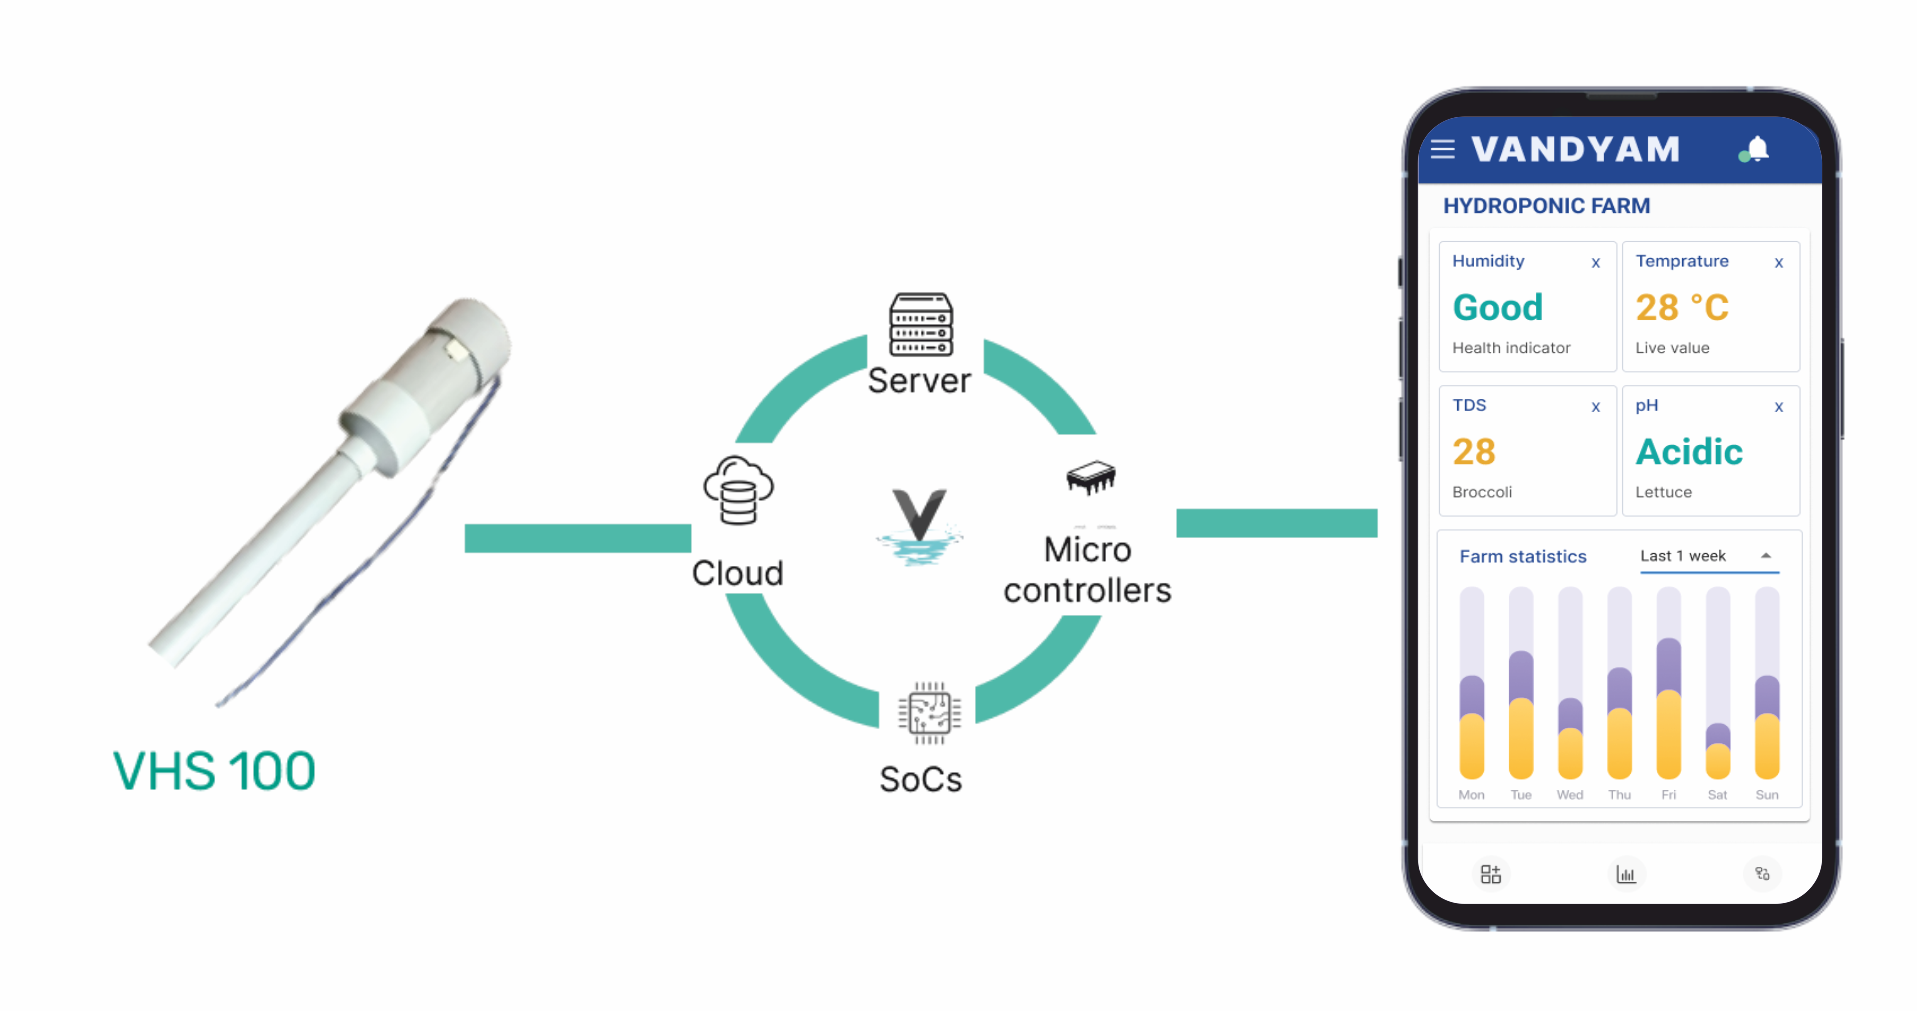 VHS 100
Server
Cloud
Micro
controllers
SoCs
VANDYAM
HYDROPONIC FARM
Humidity x
Good
Health indicator
Temprature x
28 °C
Live value
TDS x
28
Broccoli
pH x
Acidic
Lettuce
Farm statistics Last 1 week
Mon Tue Wed Thu Fri Sat Sun